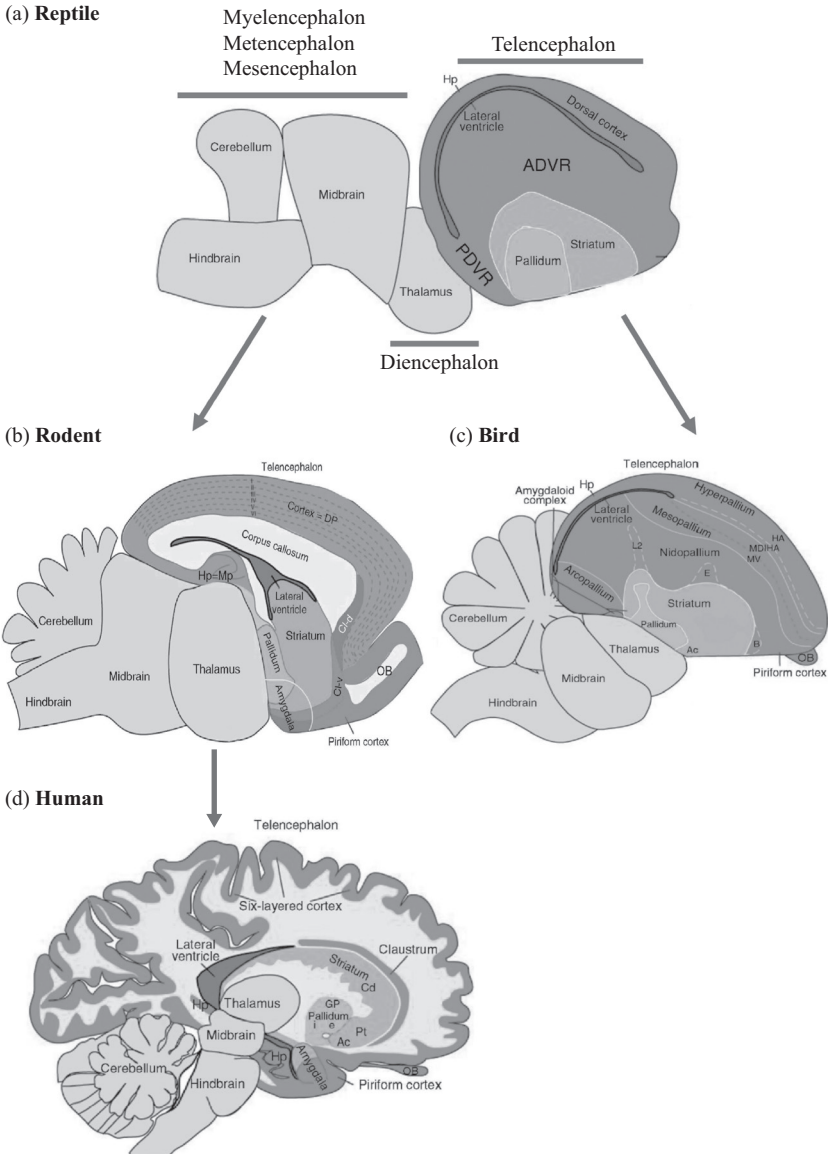 (a) Reptile
Myelencephalon
Metencephalon
Mesencephalon
Telencephalon
Hp
Lateral
ventricle
Dorsal cortex
Cerebellum
ADVR
Midbrain
Hindbrain
Striatum
Pallidum
PDVR
Thalamus
Diencephalon
(b) Rodent
Telencephalon
Cortex = DP
Corpus callosum
Hp=Mp
Lateral
ventricle
Cerebellum
Striatum
Cl-d
Pallidum
Thalamus
Midbrain
OB
Cl-v
Hindbrain
Amygdala
Piriform cortex
(c) Bird
Telencephalon
Hp
Amygdaloid
complex
Hyperpallium
Lateral
ventricle
Mesopallium
HA
L2
MD/HA
Nidopallium
MV
E
Arcopallium
Striatum
Cerebellum
Pallidum
Thalamus
Ac
B
OB
Piriform cortex
Midbrain
Hindbrain
(d) Human
Telencephalon
Six-layered cortex
Lateral
ventricle
Claustrum
Striatum
Cd
Hp
Thalamus
GP
Pallidum
i e
Pt
Midbrain
Ac
Hp
Amygdala
Cerebellum
Hindbrain
OB
Piriform cortex